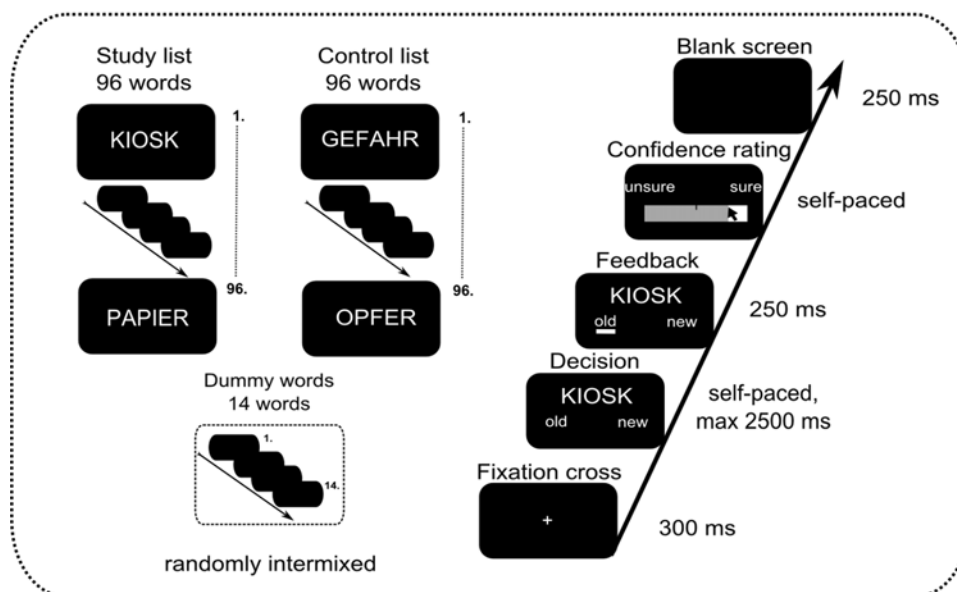 Study list
96 words
KIOSK
1.
96.
PAPIER
Control list
96 words
GEFAHR
1.
96.
OPFER
Dummy words
14 words
1.
14.
randomly intermixed
Blank screen
250 ms
Confidence rating
unsure sure
self-paced
Feedback
KIOSK
old new
250 ms
Decision
KIOSK
old new
self-paced,
max 2500 ms
Fixation cross
+
300 ms